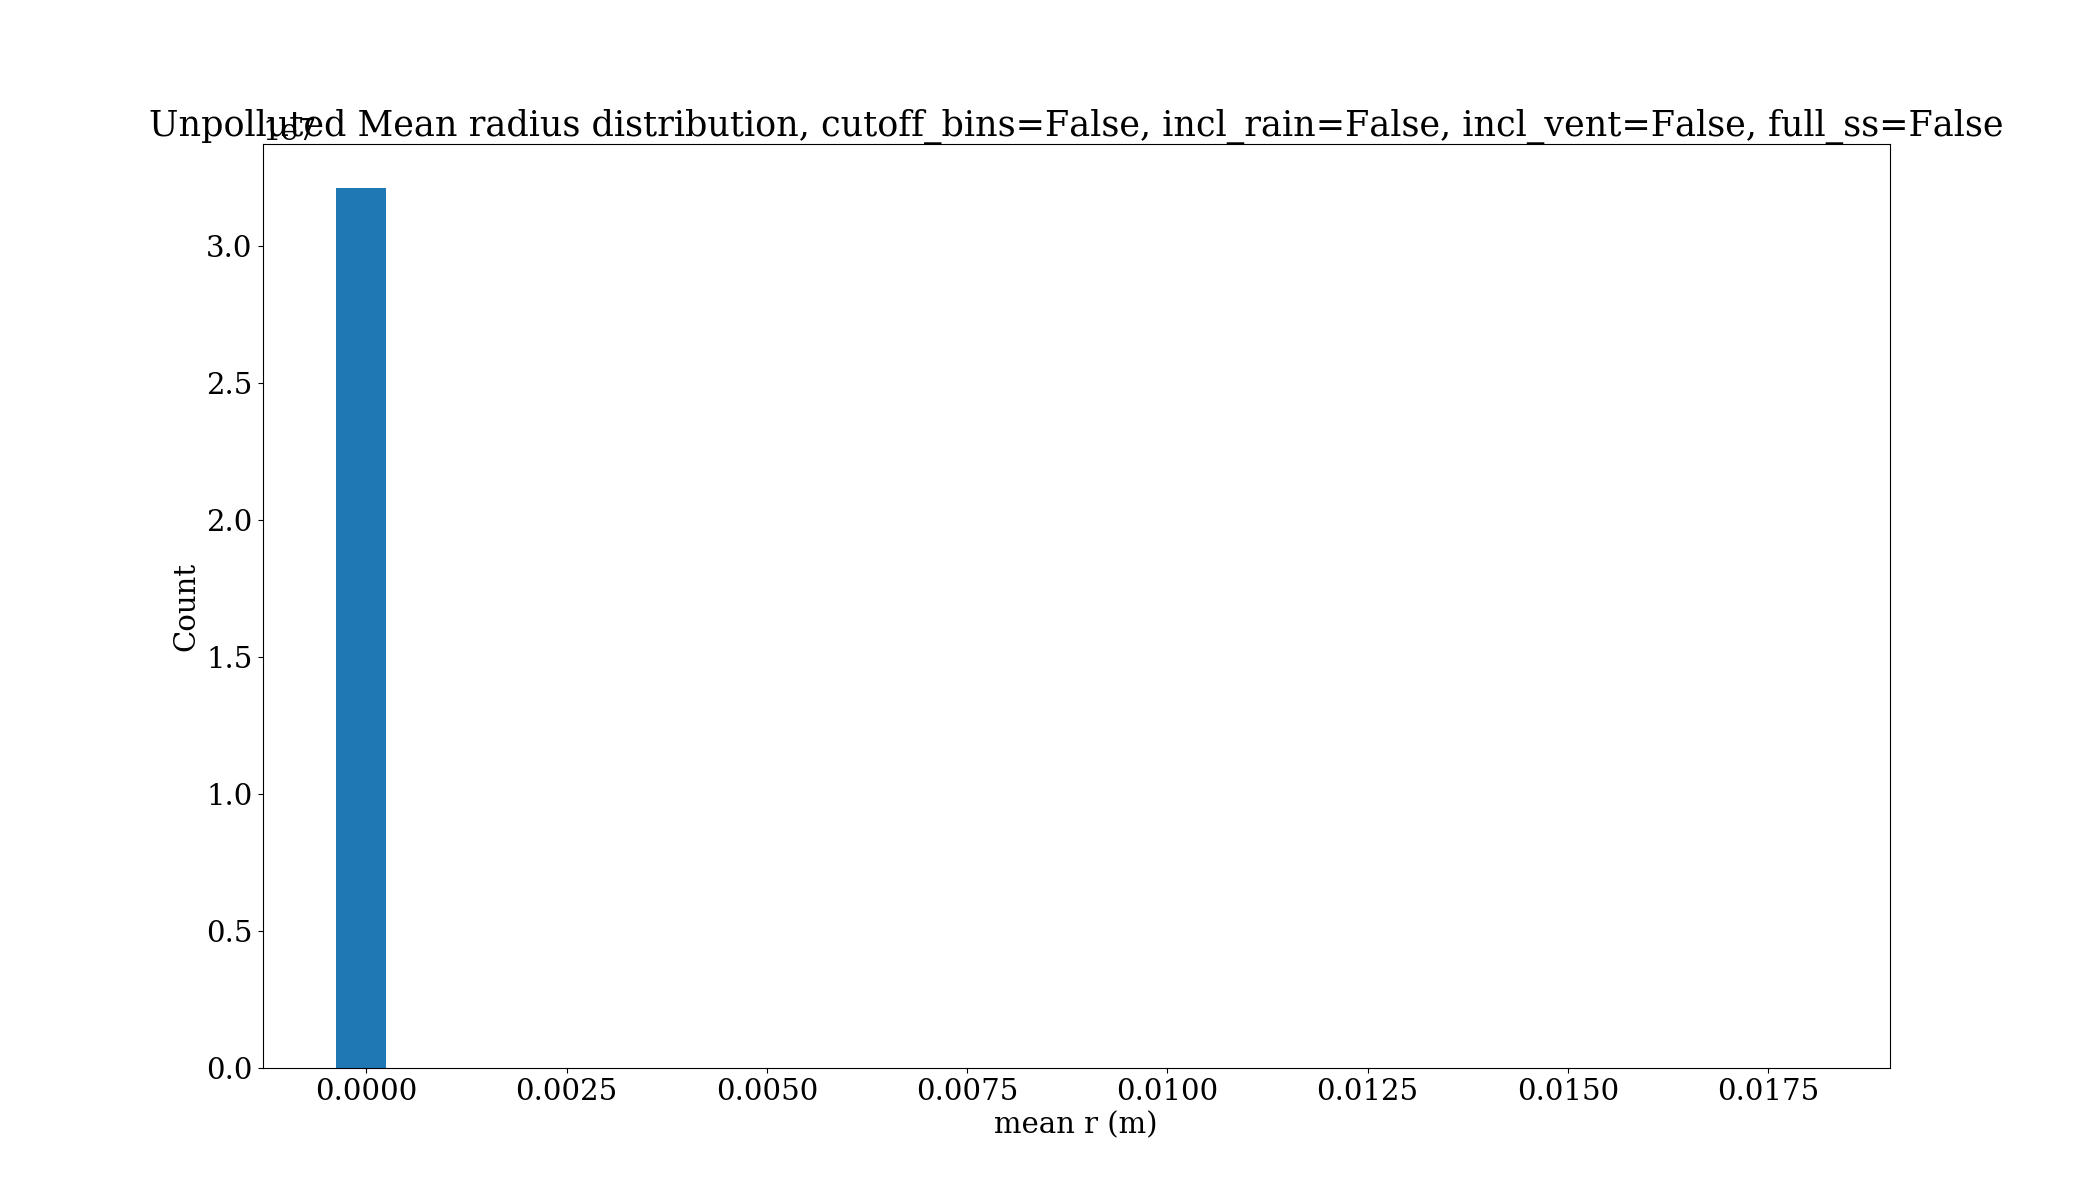 Unpolluted Mean radius distribution, cutoff_bins=False, incl_rain=False, incl_vent=False, full_ss=False
1e7
3.0
2.5
2.0
1.5
1.0
0.5
0.0
Count
0.0000 0.0025 0.0050 0.0075 0.0100 0.0125 0.0150 0.0175
mean r (m)